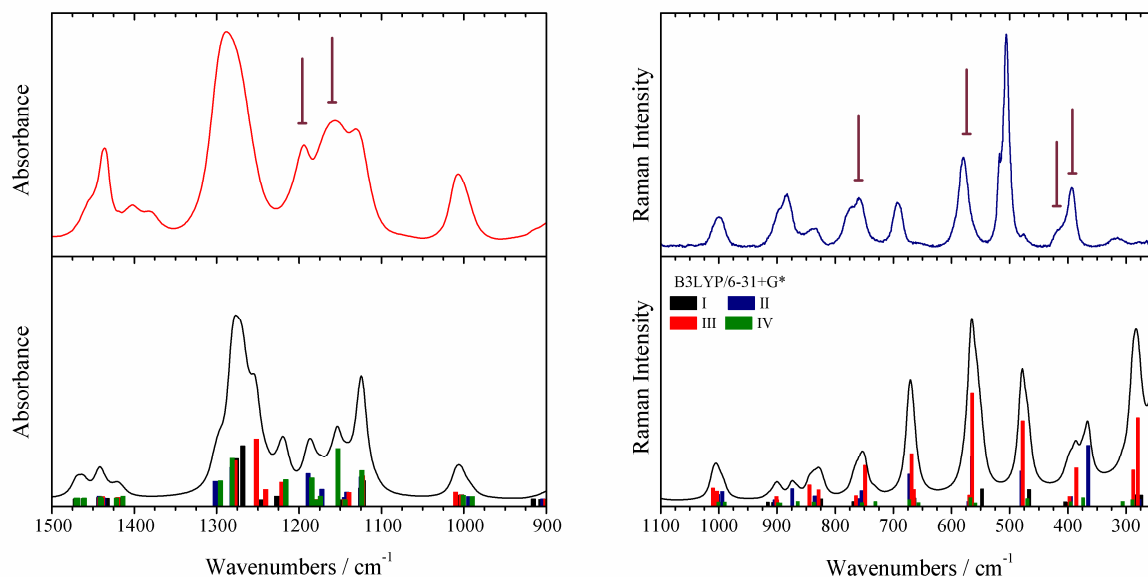 Absorbance
Raman Intensity
Absorbance
Raman Intensity
B3LYP/6-31+G*
I II
III IV
1500 1400 1300 1200 1100 1000 900
1100 1000 900 800 700 600 500 400 300
Wavenumbers / cm-1
Wavenumbers / cm-1